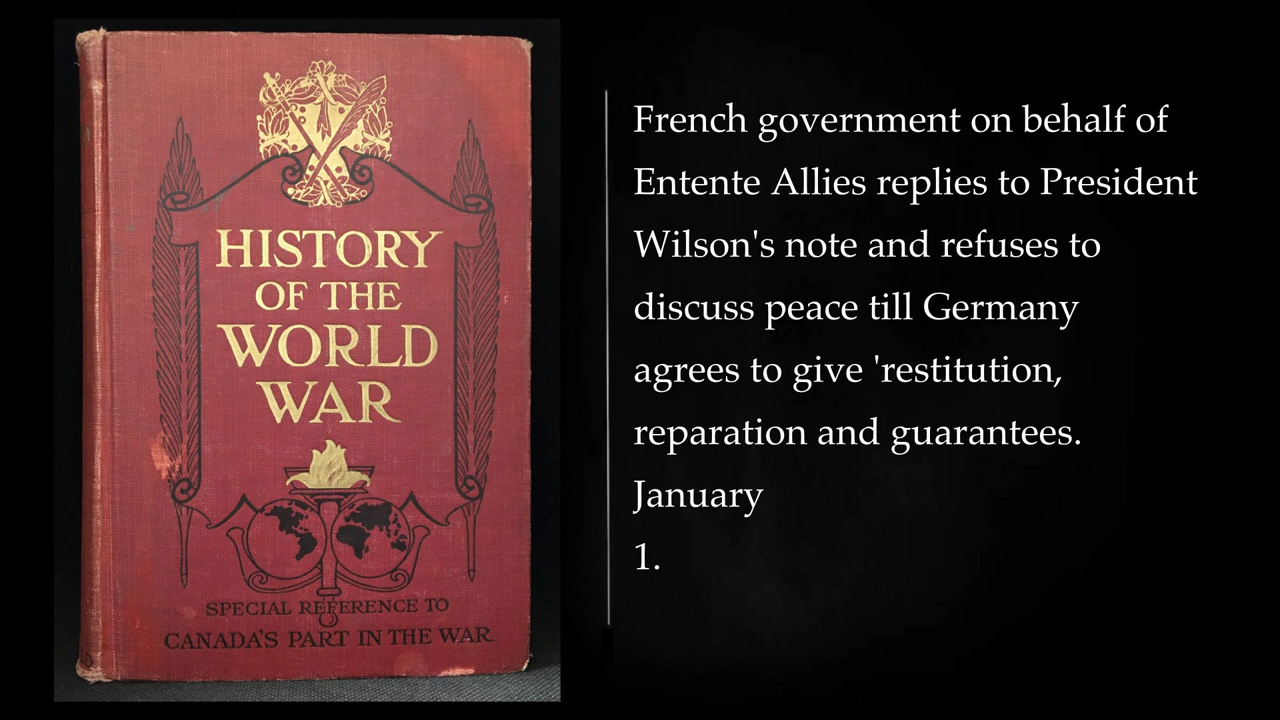 HISTORY
OF THE
WORLD
WAR
SPECIAL REFERENCE TO
CANADA'S PART IN THE WAR
French government on behalf of
Entente Allies replies to President
Wilson's note and refuses to
discuss peace till Germany
agrees to give 'restitution,
reparation and guarantees.
January
1.